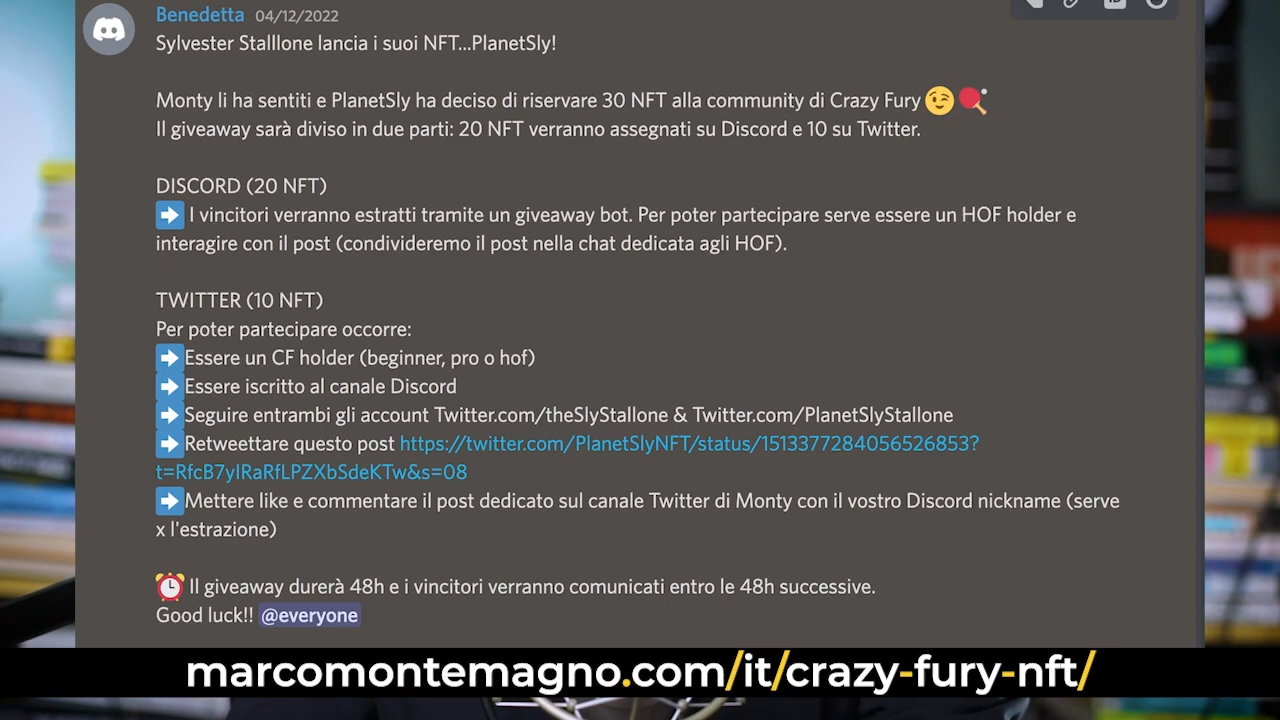 Benedetta 04/12/2022
Sylvester Stalllone lancia i suoi NFT...PlanetSly!
Monty li ha sentiti e PlanetSly ha deciso di riservare 30 NFT alla community di Crazy Fury😉🏓
Il giveaway sarà diviso in due parti: 20 NFT verranno assegnati su Discord e 10 su Twitter.
DISCORD (20 NFT)
➡️ I vincitori verranno estratti tramite un giveaway bot. Per poter partecipare serve essere un HOF holder e
interagire con il post (condivideremo il post nella chat dedicata agli HOF).
TWITTER (10 NFT)
Per poter partecipare occorre:
➡️Essere un CF holder (beginner, pro o hof)
➡️Essere iscritto al canale Discord
➡️Seguire entrambi gli account Twitter.com/theSlyStallone & Twitter.com/PlanetSlyStallone
➡️Retweettare questo post https://twitter.com/PlanetSlyNFT/status/1513377284056526853?
t=RfcB7yIRaRfLPZXbSdeKTw&s=08
➡️Mettere like e commentare il post dedicato sul canale Twitter di Monty con il vostro Discord nickname (serve
x l'estrazione)
⏰ Il giveaway durerà 48h e i vincitori verranno comunicati entro le 48h successive.
Good luck!! @everyone
marcomontemagno.com/it/crazy-fury-nft/